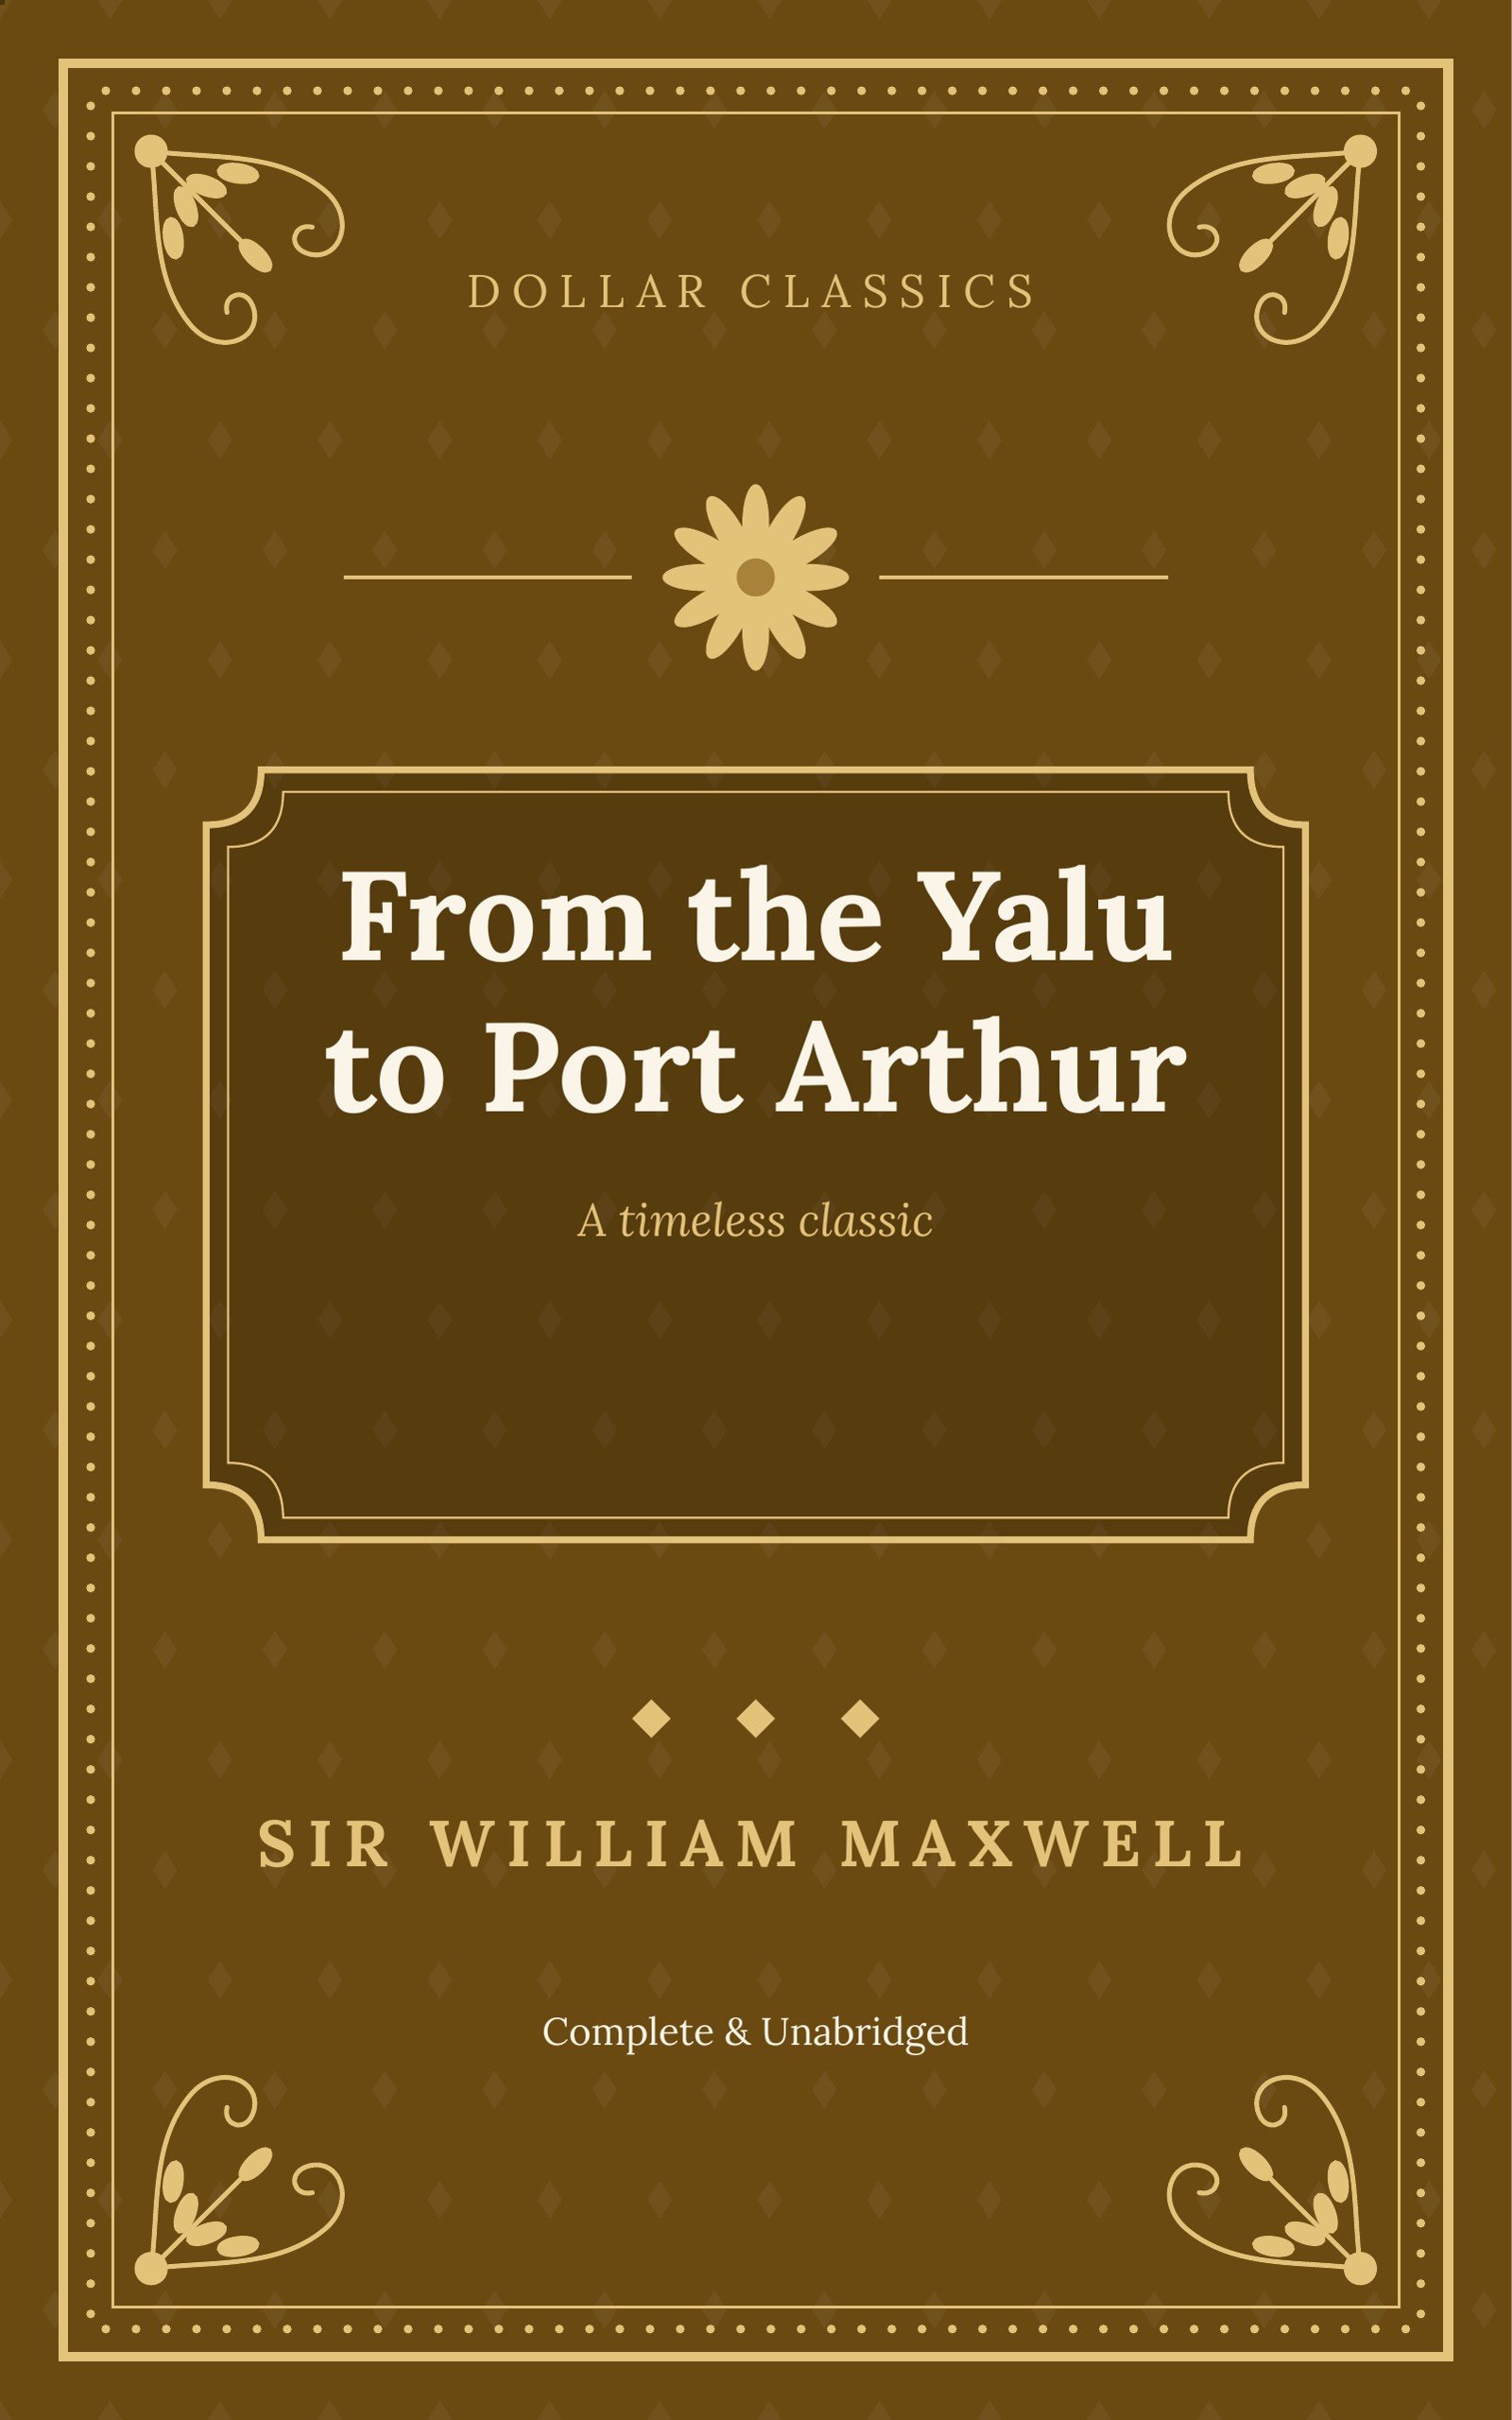 DOLLAR CLASSICS
From the Yalu
to Port Arthur
A timeless classic
SIR WILLIAM MAXWELL
Complete & Unabridged